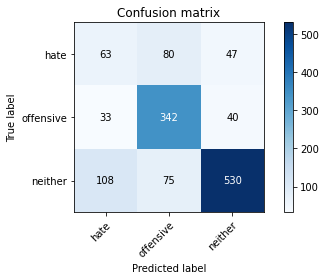 Confusion matrix
True label
hate 63 80 47
offensive 33 342 40
neither 108 75 530
hate offensive neither
Predicted label
500
400
300
200
100